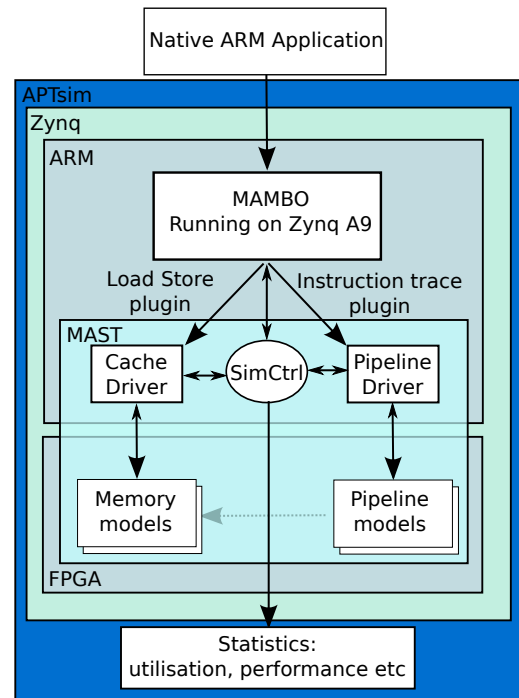 Native ARM Application
APTsim
Zynq
ARM
MAMBO
Running on Zynq A9
Load Store
plugin
Instruction trace
plugin
MAST
Cache
Driver
SimCtrl
Pipeline
Driver
Memory
models
Pipeline
models
FPGA
Statistics:
utilisation, performance etc